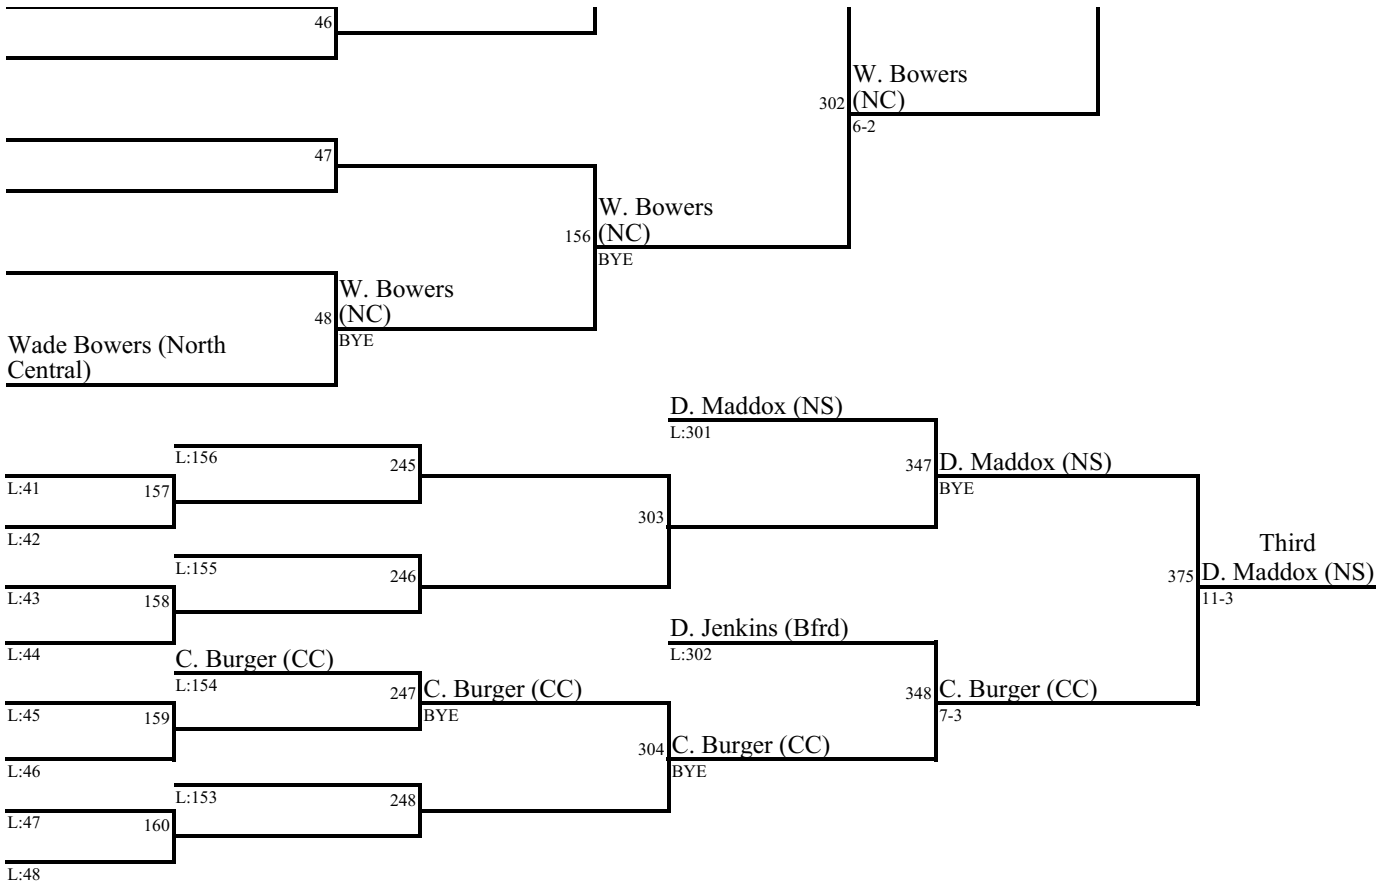 46
W. Bowers
302 (NC)
6-2
47
W. Bowers
156 (NC)
BYE
W. Bowers
48 (NC)
BYE
Wade Bowers (North
Central)
D. Maddox (NS)
L:301
L:156
245
347 D. Maddox (NS)
BYE
L:41
157
303
L:42
Third
L:155
246
375 D. Maddox (NS)
11-3
L:43
158
D. Jenkins (Bfrd)
L:302
L:44
C. Burger (CC)
L:154
247 C. Burger (CC)
BYE
348 C. Burger (CC)
7-3
L:45
159
304 C. Burger (CC)
BYE
L:46
L:153
248
L:47
160
L:48